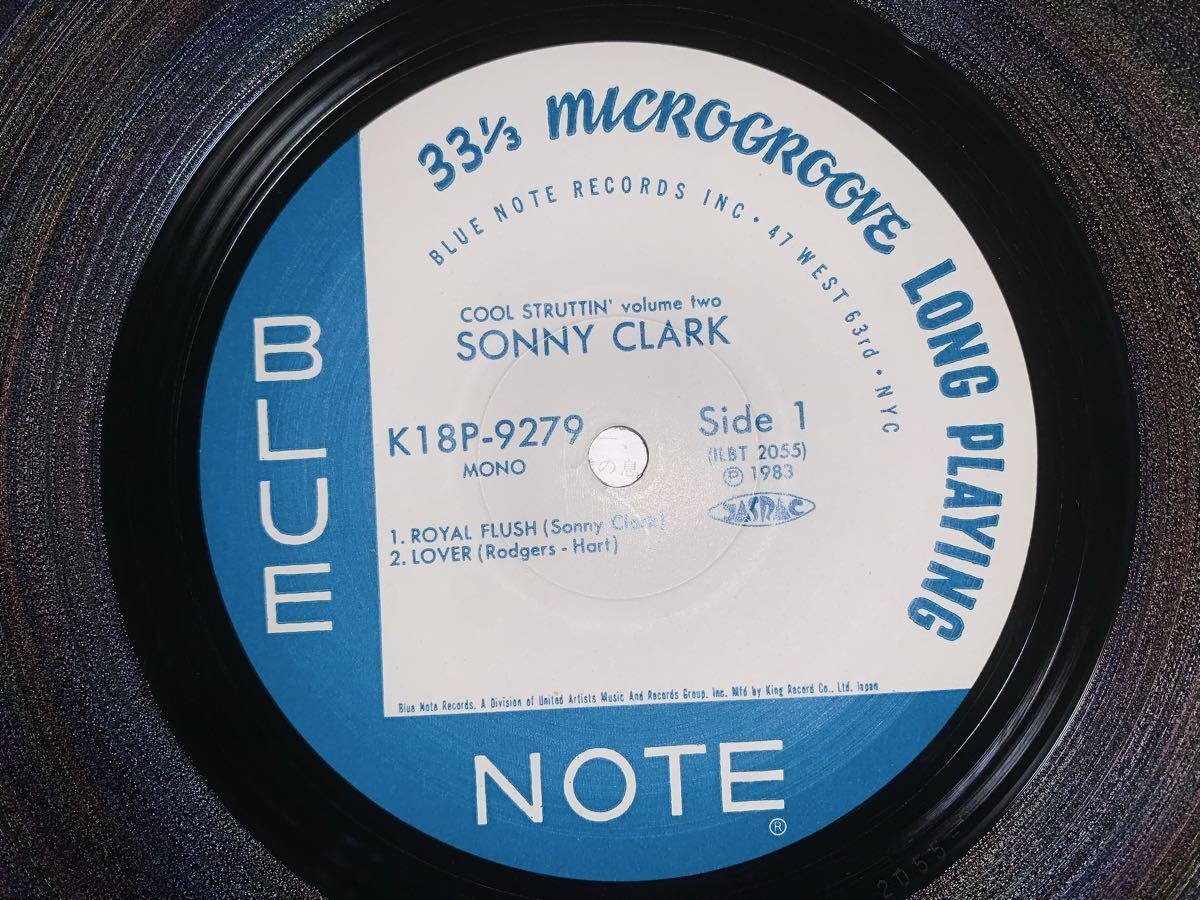 33⅓ MICROGROOVE LONG PLAYING
BLUE NOTE RECORDS INC • 47 WEST 63rd • NYC
COOL STRUTTIN' volume two
SONNY CLARK
K18P-9279
MONO
Side 1
(ILBT 2055)
Ⓟ 1983
JASRAC
1. ROYAL FLUSH (Sonny Clark)
2. LOVER (Rodgers - Hart)
Blue Note Records, A Division of United Artists Music And Records Group, Inc. Mfd by King Record Co., Ltd. Japan
BLUE
NOTE
®
2055